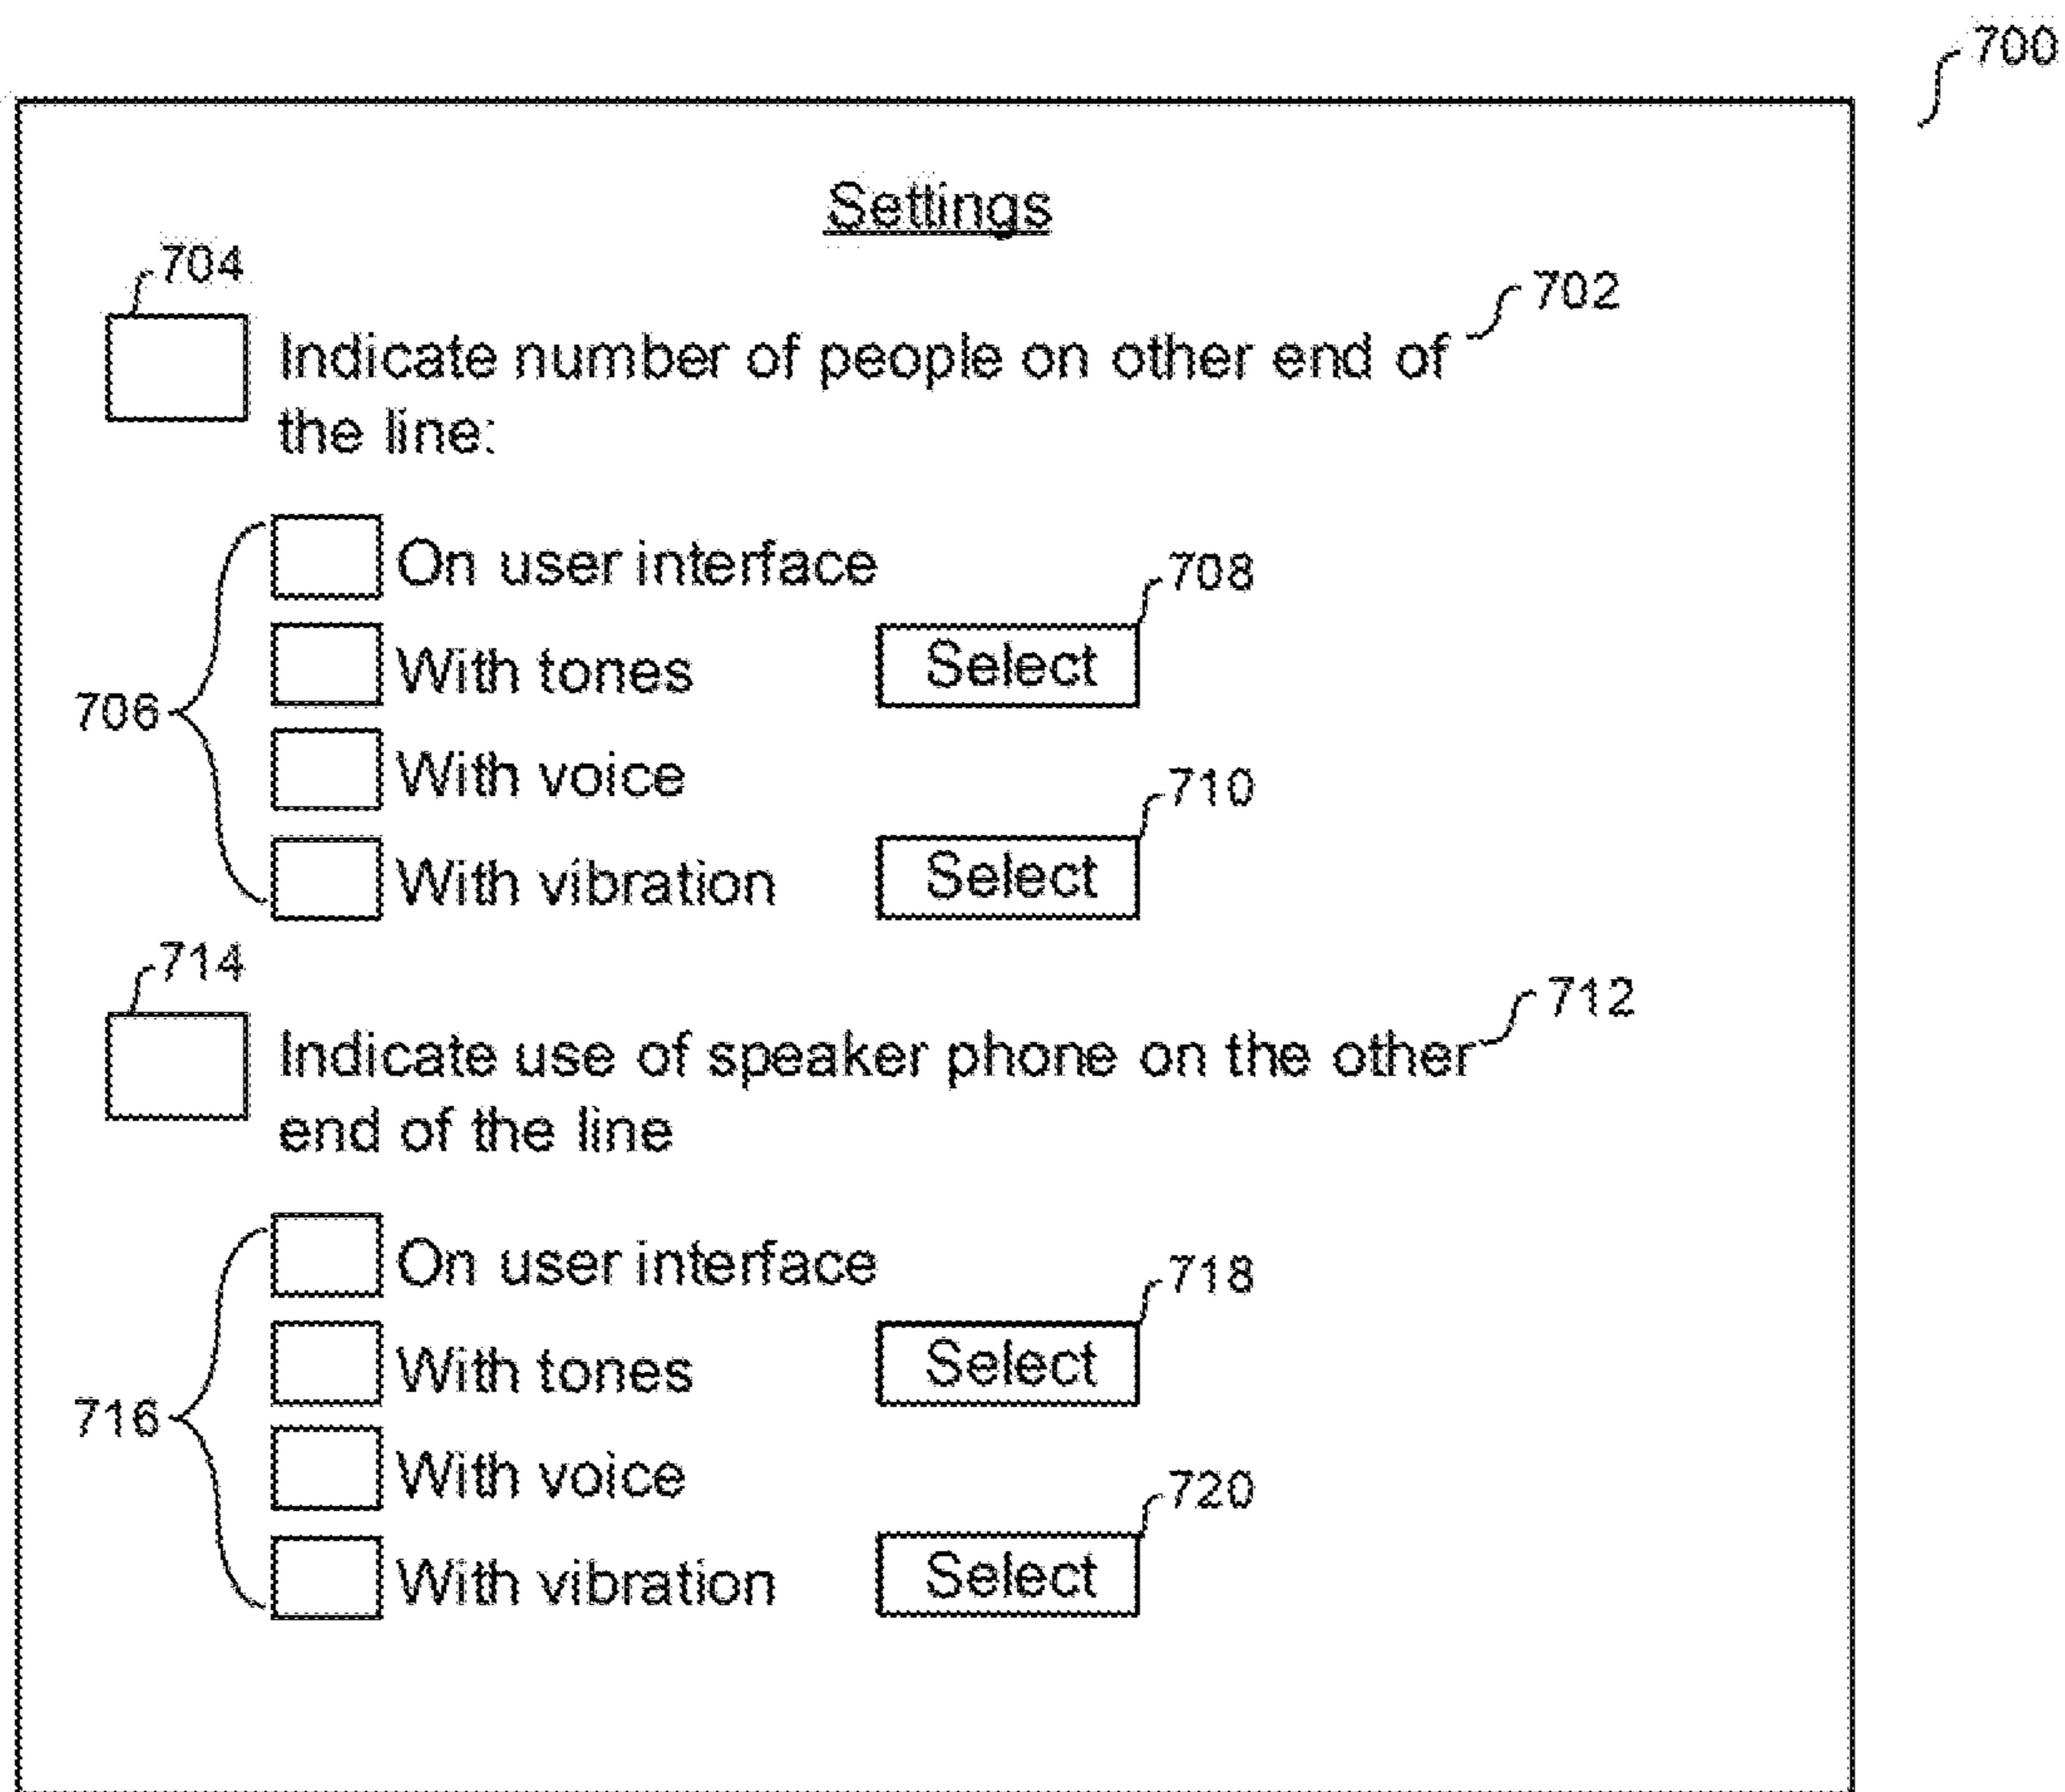 700
Settings
704
702
Indicate number of people on other end of
the line:
On user interface
708
With tones Select
706
With voice
710
With vibration Select
714
712
Indicate use of speaker phone on the other
end of the line
On user interface
718
With tones Select
716
With voice
720
With vibration Select